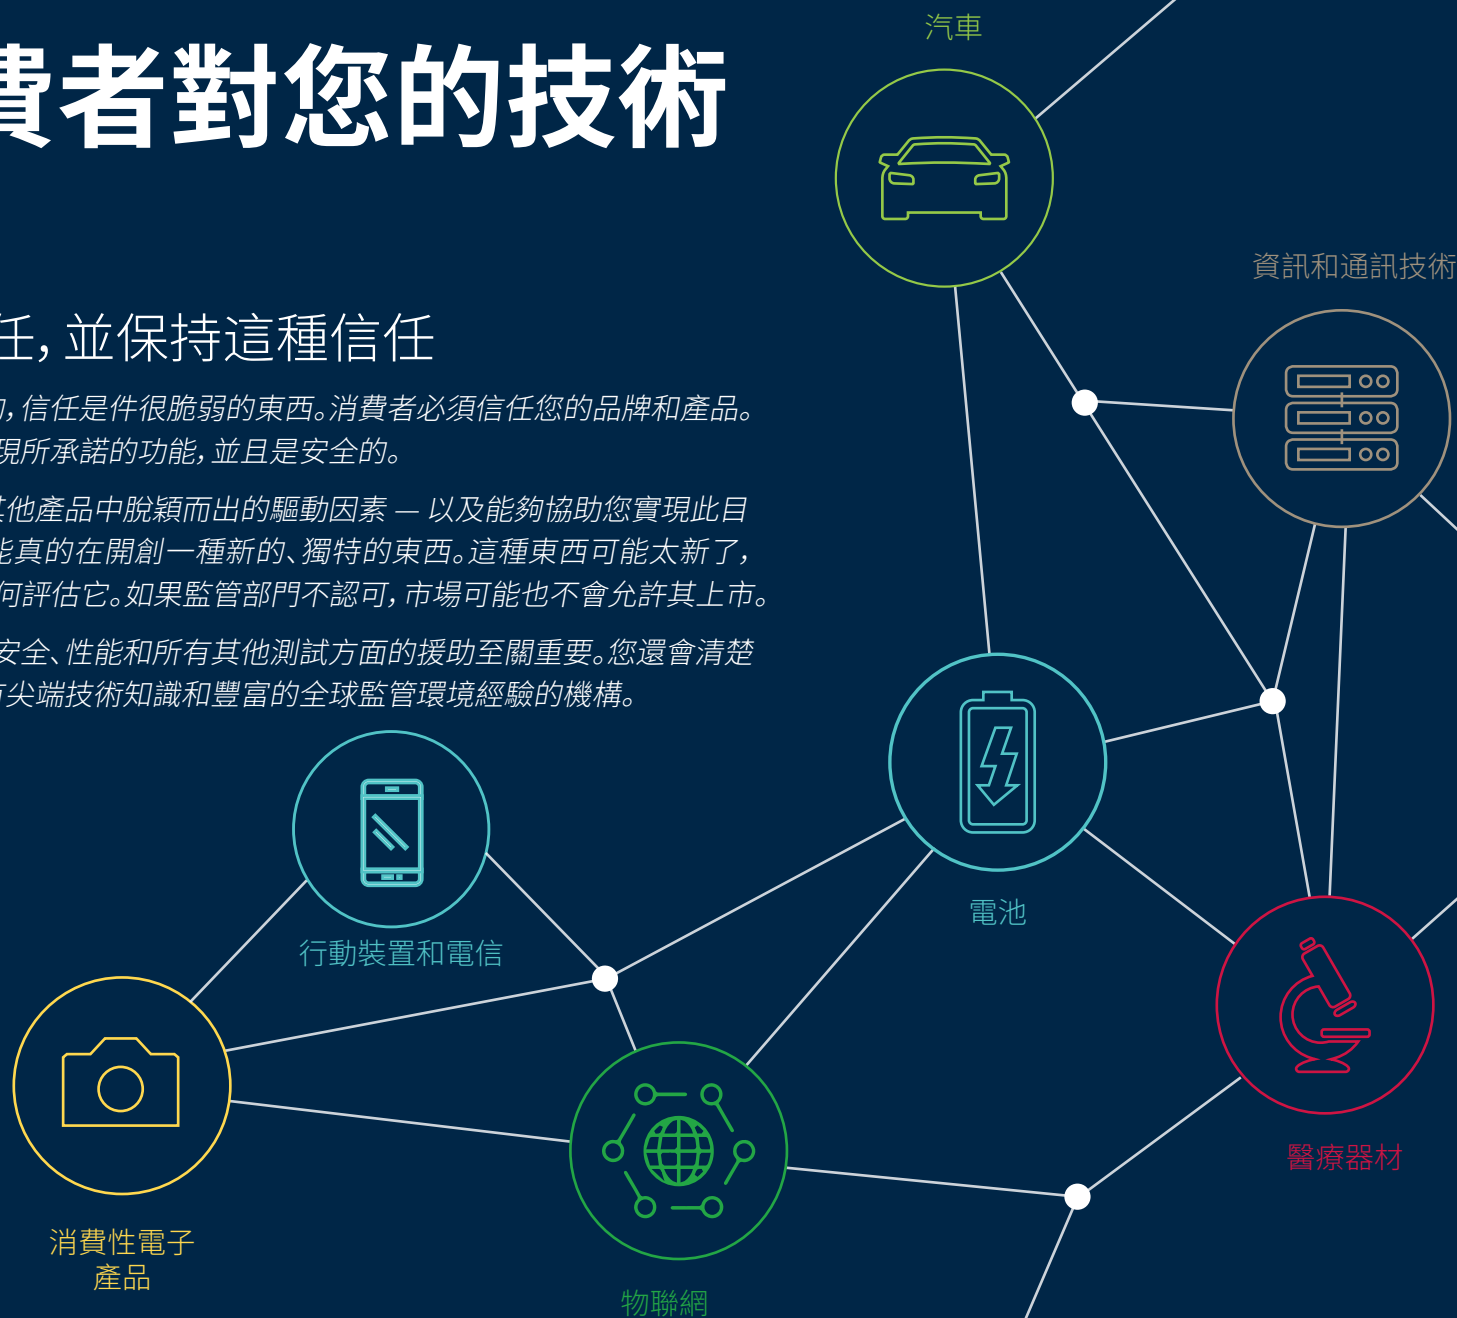 費者對您的技術
任，並保持這種信任
，信任是件很脆弱的東西。消費者必須信任您的品牌和產品。
現所承諾的功能，並且是安全的。
其他產品中脫穎而出的驅動因素 — 以及能夠協助您實現此目
能真的在開創一種新的、獨特的東西。這種東西可能太新了，
何評估它。如果監管部門不認可，市場可能也不會允許其上市。
安全、性能和所有其他測試方面的援助至關重要。您還會清楚
有尖端技術知識和豐富的全球監管環境經驗的機構。
汽車
資訊和通訊技術
電池
行動裝置和電信
醫療器材
消費性電子
產品
物聯網